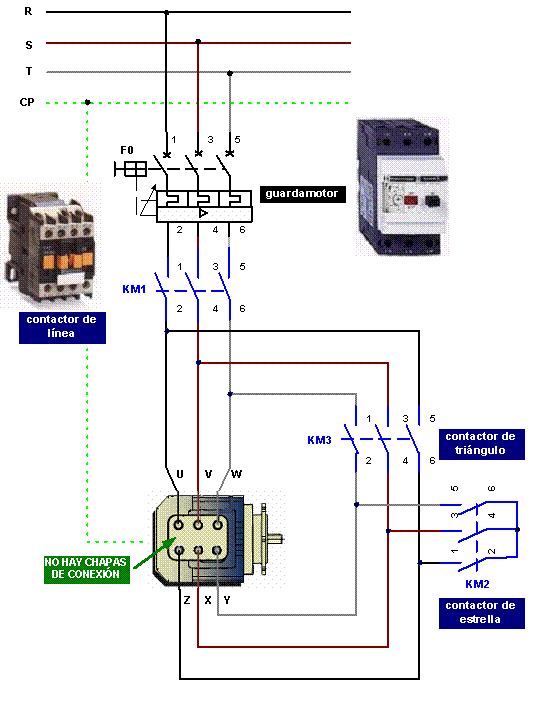 R
S
T
CP
1 3 5
F0
guardamotor
2 4 6
1 3 5
KM1
2 4 6
contactor de
línea
1 3 5
KM3
contactor de
triángulo
2 4 6
U V W
5 6
3 4
1 2
NO HAY CHAPAS
DE CONEXIÓN
KM2
Z X Y
contactor de
estrella